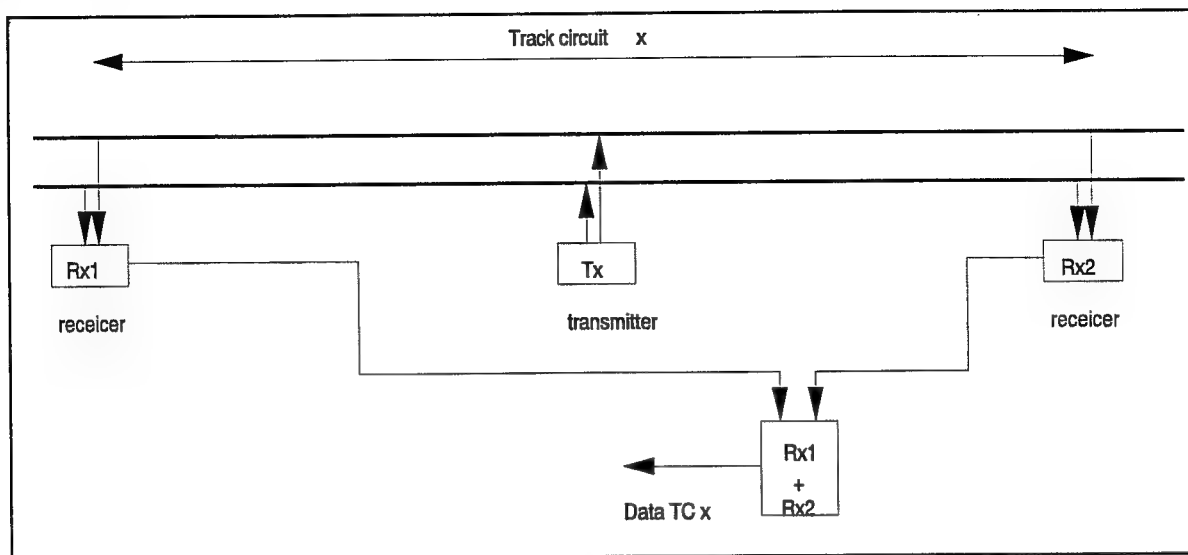 Track circuit x
Rx1
Tx
Rx2
receicer
transmitter
receicer
Rx1
+
Rx2
Data TC x